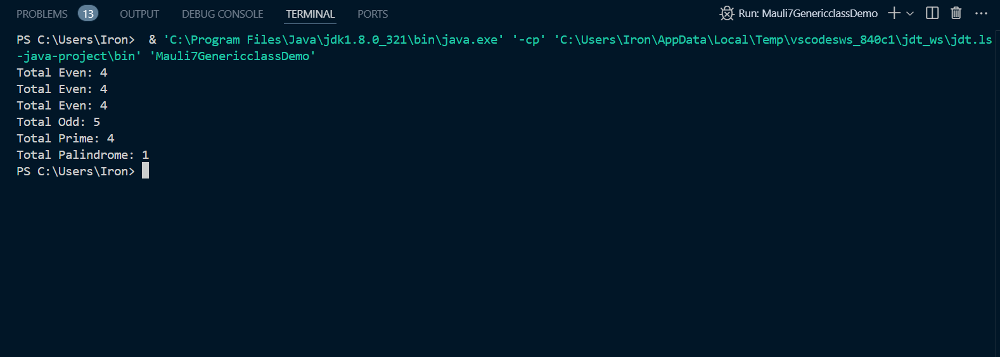 PROBLEMS 13 OUTPUT DEBUG CONSOLE TERMINAL PORTS Run: Mauli7GenericclassDemo
PS C:\Users\Iron>  & 'C:\Program Files\Java\jdk1.8.0_321\bin\java.exe' '-cp' 'C:\Users\Iron\AppData\Local\Temp\vscodesws_840c1\jdt_ws\jdt.ls
-java-project\bin' 'Mauli7GenericclassDemo'
Total Even: 4
Total Even: 4
Total Even: 4
Total Odd: 5
Total Prime: 4
Total Palindrome: 1
PS C:\Users\Iron>